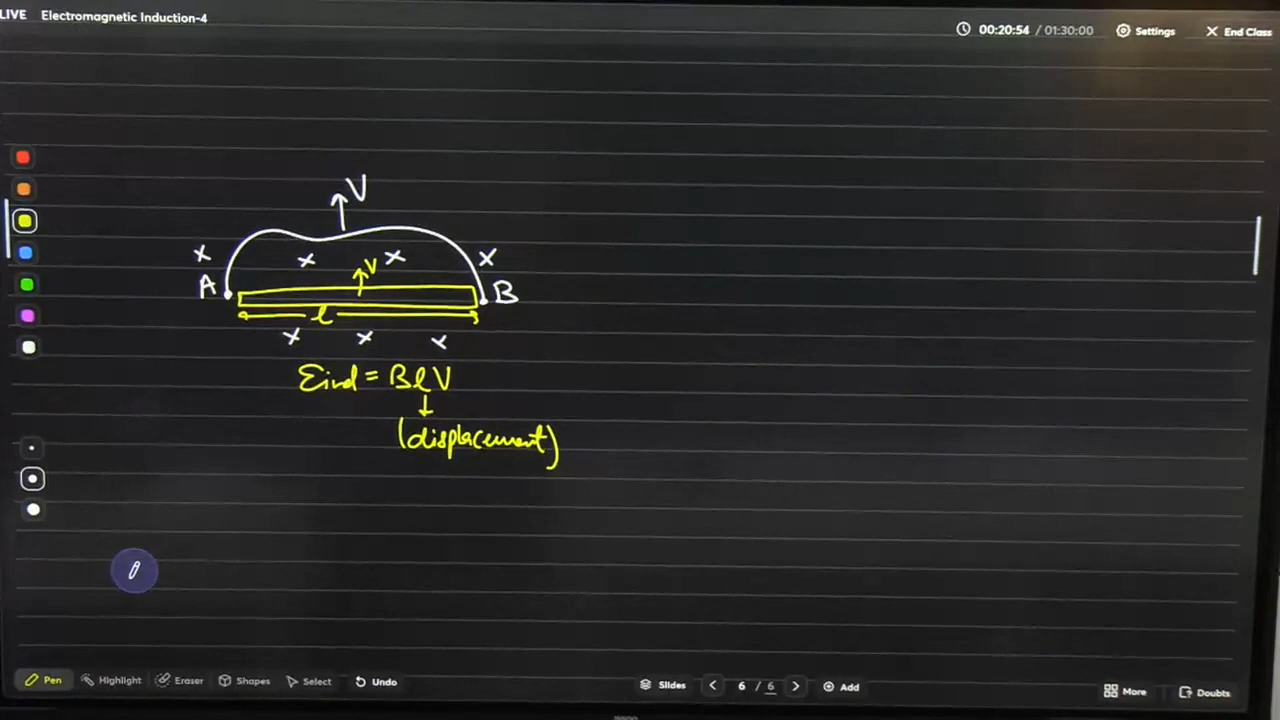 LIVE Electromagnetic Induction-4
00:20:54 / 01:30:00 Settings End Class
V
x x x x
V
A B
l
x x x
Ɛind = BlV
↓
(displacement)
Pen Highlight Eraser Shapes Select Undo Slides < 6 / 6 > Add More Doubts